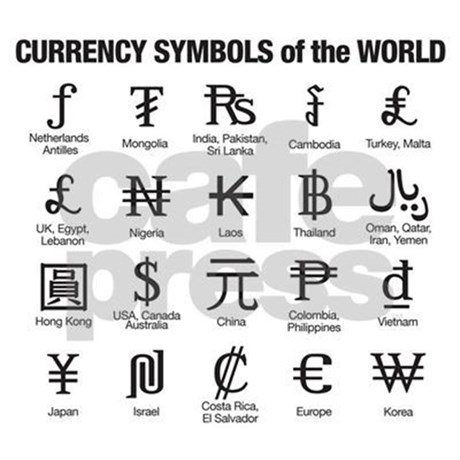 CURRENCY SYMBOLS of the WORLD
ƒ ₮ ₨ ៛ ₤
Netherlands Antilles
Mongolia
India, Pakistan, Sri Lanka
Cambodia
Turkey, Malta
£ ₦ ₭ ฿ ﷼
UK, Egypt, Lebanon
Nigeria
Laos
Thailand
Oman, Qatar, Iran, Yemen
圓 $ 元 ₱ ₫
Hong Kong
USA, Canada Australia
China
Colombia, Philippines
Vietnam
¥ ₪ ₡ € ₩
Japan
Israel
Costa Rica, El Salvador
Europe
Korea
cafe
press